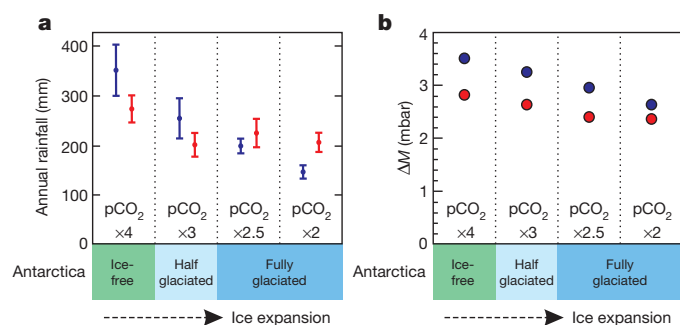 a
Annual rainfall (mm)
400
300
200
100
0
pCO2 pCO2 pCO2 pCO2
×4 ×3 ×2.5 ×2
Antarctica
Ice-
free
Half
glaciated
Fully
glaciated
Ice expansion
b
ΔM (mbar)
4
3
2
1
0
pCO2 pCO2 pCO2 pCO2
×4 ×3 ×2.5 ×2
Antarctica
Ice-
free
Half
glaciated
Fully
glaciated
Ice expansion